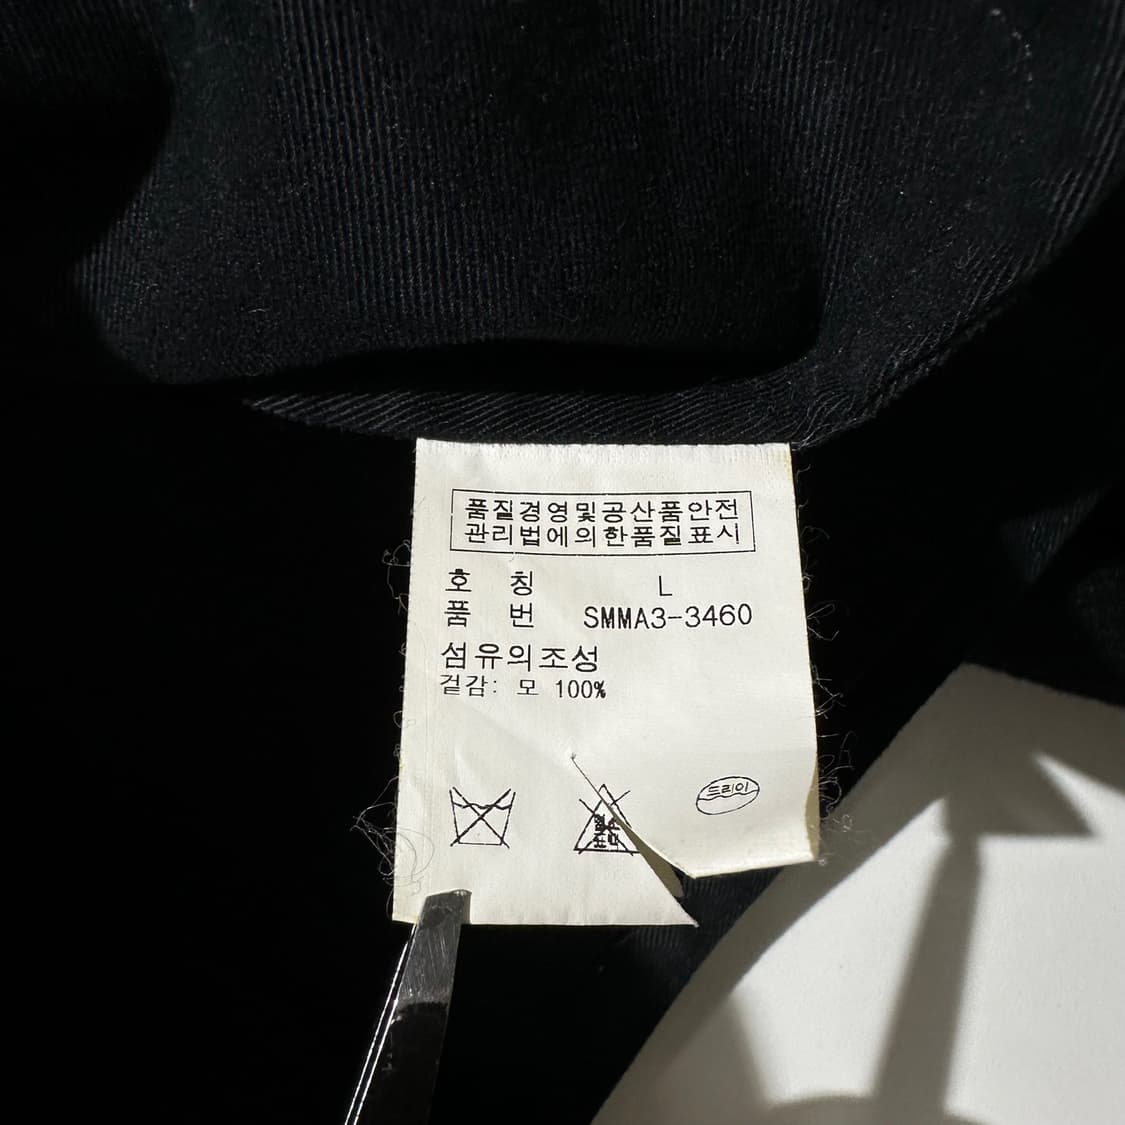 품질경영및공산품안전
관리법에의한품질표시
호 칭 L
품 번 SMMA3-3460
섬유의조성
겉감: 모 100%
드라이